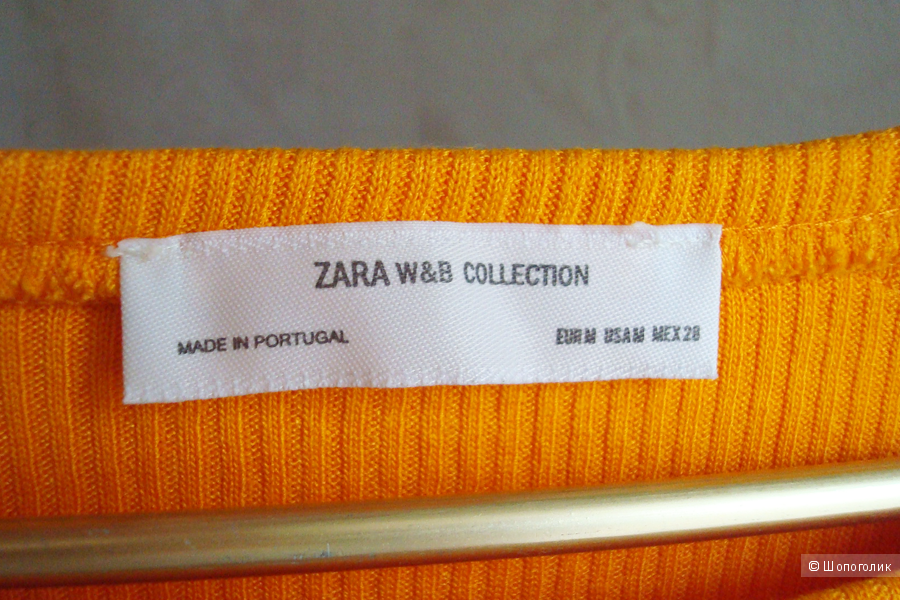 ZARA W&B COLLECTION
MADE IN PORTUGAL
EUR M USA M MEX 28
© Шопоголик